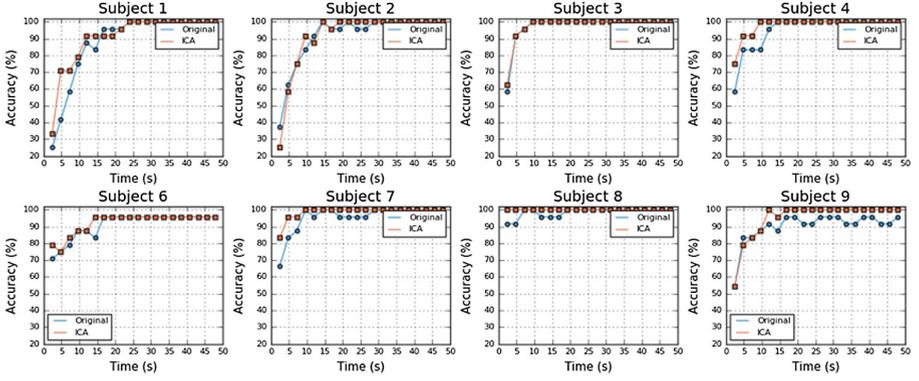 Subject 1
Subject 2
Subject 3
Subject 4
Accuracy (%)
100
90
80
70
60
50
40
30
20
Original
ICA
0 5 10 15 20 25 30 35 40 45 50
Time (s)
Accuracy (%)
100
90
80
70
60
50
40
30
20
Original
ICA
0 5 10 15 20 25 30 35 40 45 50
Time (s)
Accuracy (%)
100
90
80
70
60
50
40
30
20
Original
ICA
0 5 10 15 20 25 30 35 40 45 50
Time (s)
Accuracy (%)
100
90
80
70
60
50
40
30
20
Original
ICA
0 5 10 15 20 25 30 35 40 45 50
Time (s)
Subject 6
Subject 7
Subject 8
Subject 9
Accuracy (%)
100
90
80
70
60
50
40
30
20
Original
ICA
0 5 10 15 20 25 30 35 40 45 50
Time (s)
Accuracy (%)
100
90
80
70
60
50
40
30
20
Original
ICA
0 5 10 15 20 25 30 35 40 45 50
Time (s)
Accuracy (%)
100
90
80
70
60
50
40
30
20
Original
ICA
0 5 10 15 20 25 30 35 40 45 50
Time (s)
Accuracy (%)
100
90
80
70
60
50
40
30
20
Original
ICA
0 5 10 15 20 25 30 35 40 45 50
Time (s)